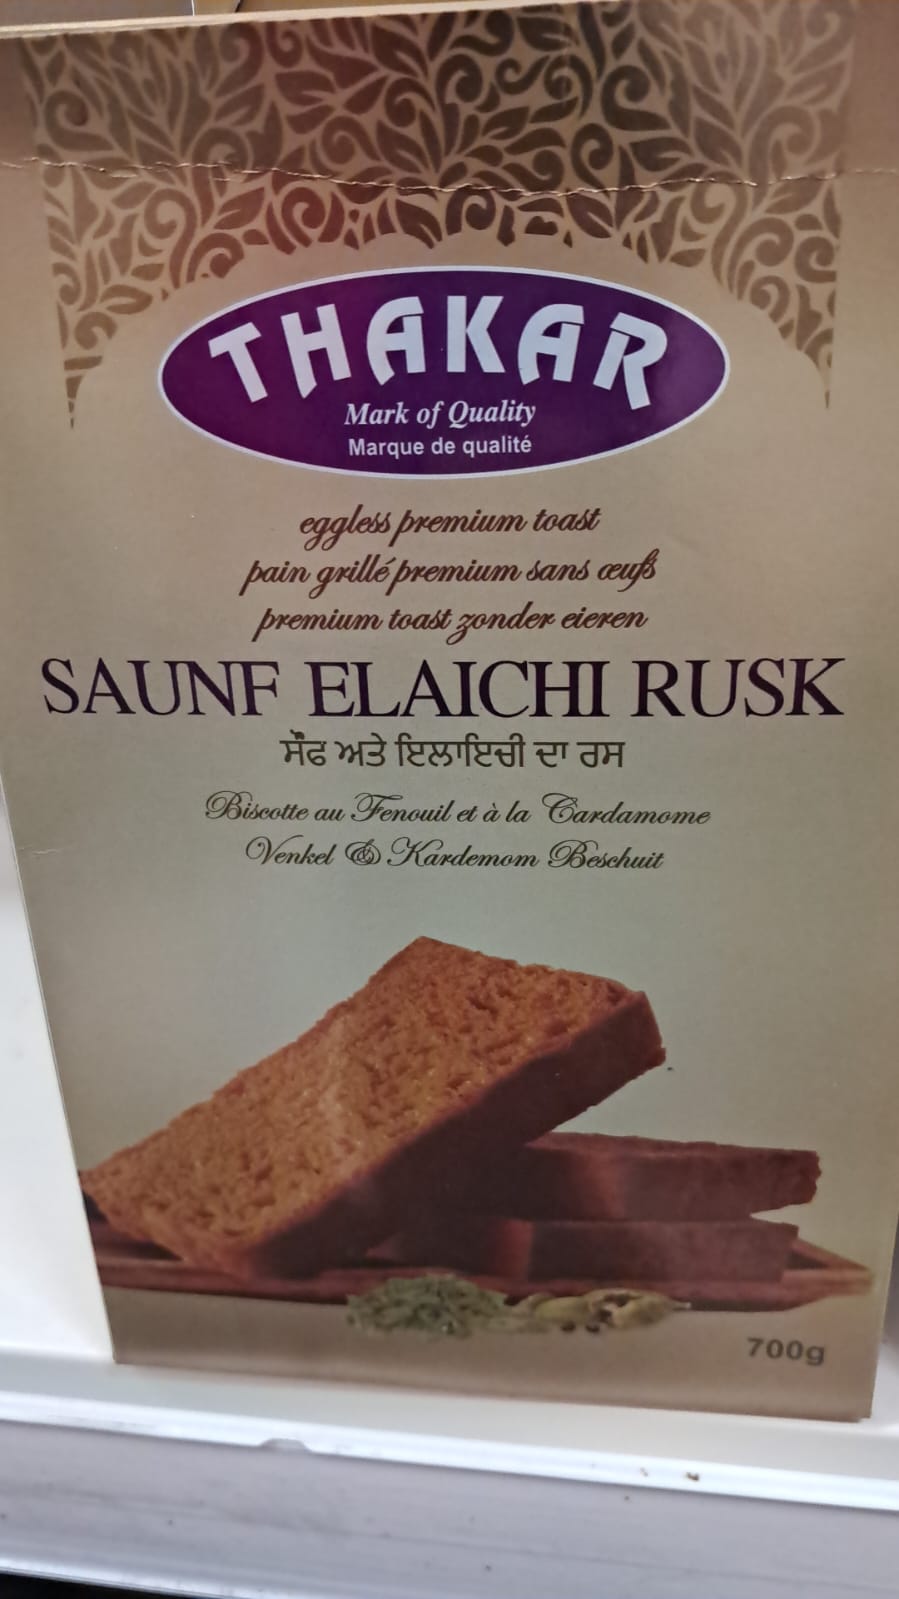 THAKAR
Mark of Quality
Marque de qualité
eggless premium toast
pain grillé premium sans œufs
premium toast zonder eieren
SAUNF ELAICHI RUSK
ਸੌਂਫ ਅਤੇ ਇਲਾਇਚੀ ਦਾ ਰਸ
Biscotte au Fenouil et à la Cardamome
Venkel & Kardemom Beschuit
700g